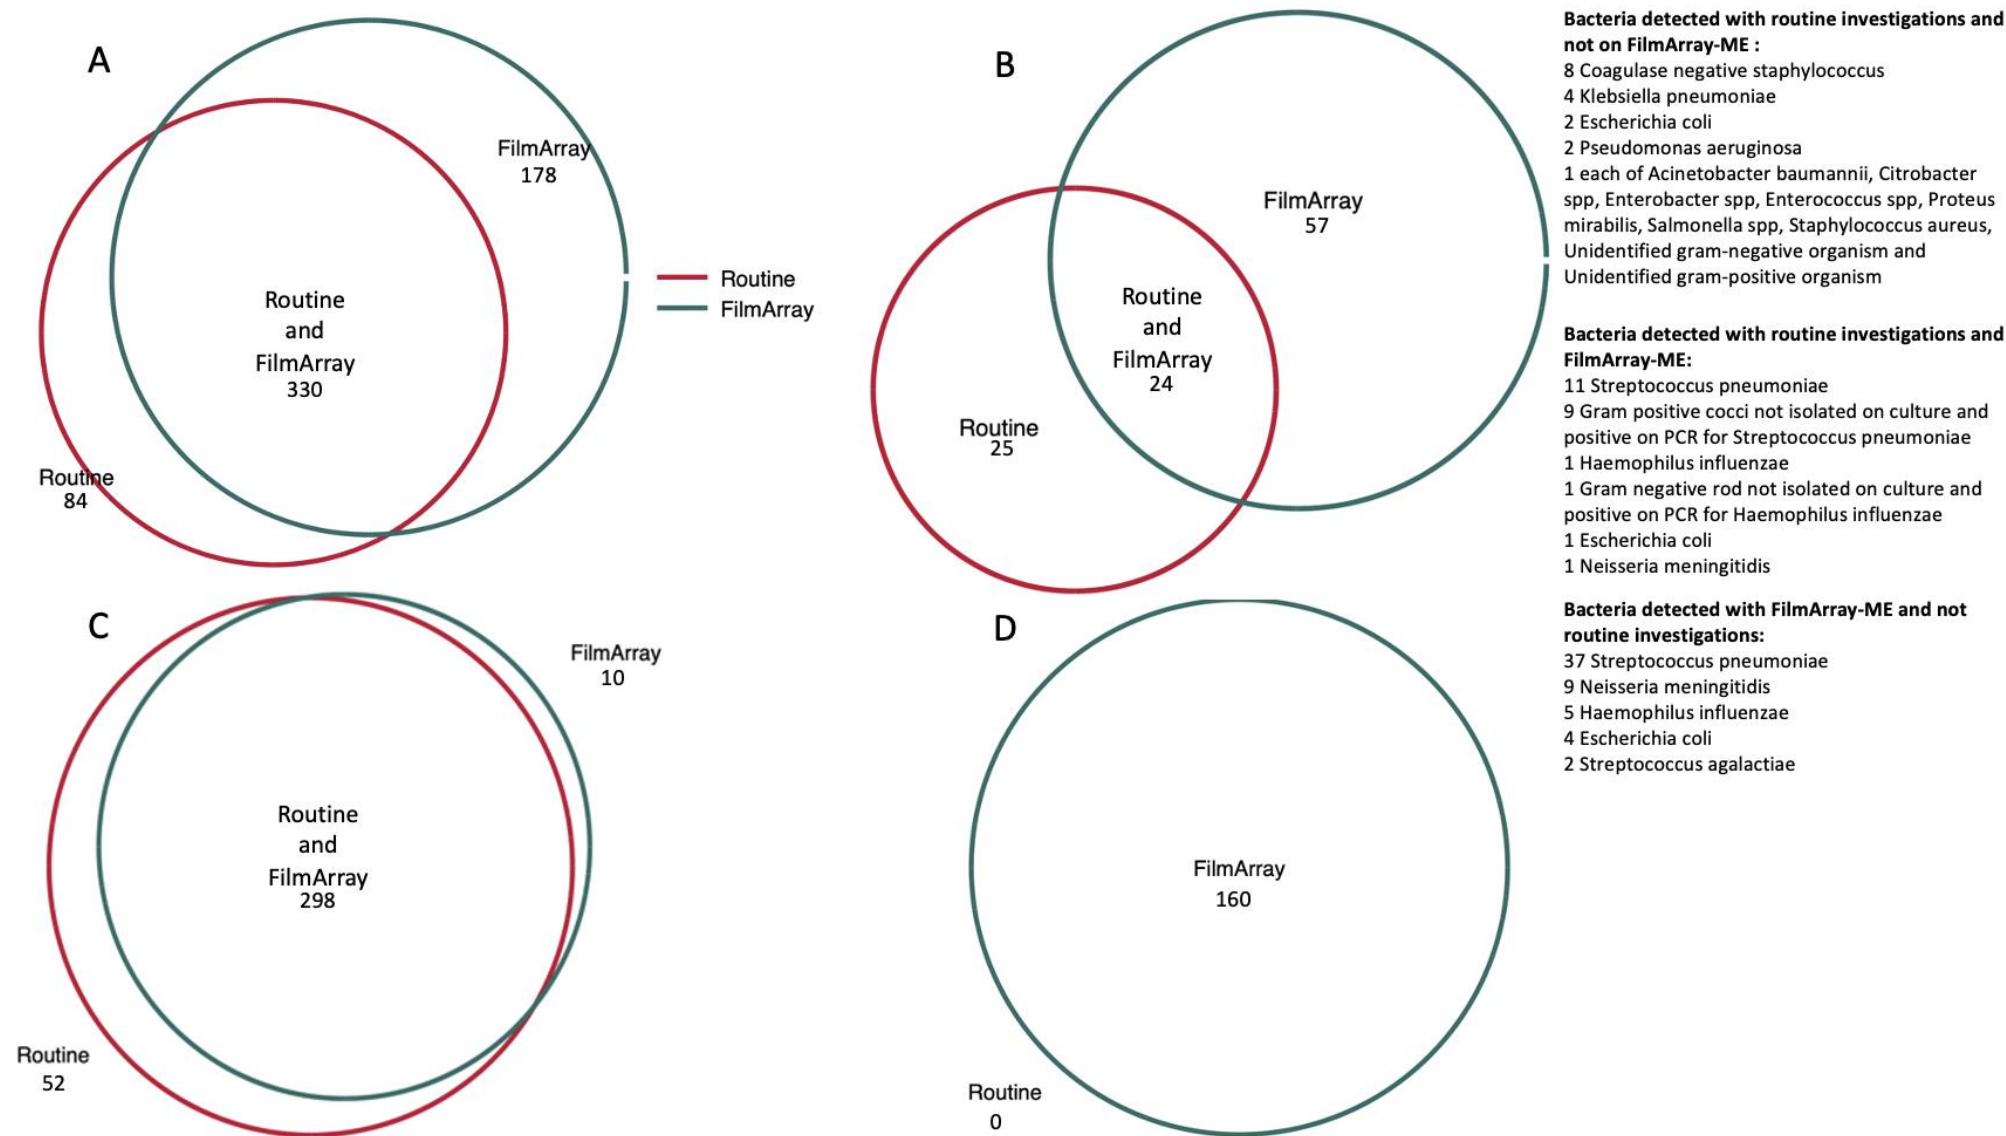 A
FilmArray
178
Routine
and
FilmArray
330
Routine
84
Routine
FilmArray
B
FilmArray
57
Routine
and
FilmArray
24
Routine
25
C
FilmArray
10
Routine
and
FilmArray
298
Routine
52
D
FilmArray
160
Routine
0
Bacteria detected with routine investigations and
not on FilmArray-ME :
8 Coagulase negative staphylococcus
4 Klebsiella pneumoniae
2 Escherichia coli
2 Pseudomonas aeruginosa
1 each of Acinetobacter baumannii, Citrobacter
spp, Enterobacter spp, Enterococcus spp, Proteus
mirabilis, Salmonella spp, Staphylococcus aureus,
Unidentified gram-negative organism and
Unidentified gram-positive organism
Bacteria detected with routine investigations and
FilmArray-ME:
11 Streptococcus pneumoniae
9 Gram positive cocci not isolated on culture and
positive on PCR for Streptococcus pneumoniae
1 Haemophilus influenzae
1 Gram negative rod not isolated on culture and
positive on PCR for Haemophilus influenzae
1 Escherichia coli
1 Neisseria meningitidis
Bacteria detected with FilmArray-ME and not
routine investigations:
37 Streptococcus pneumoniae
9 Neisseria meningitidis
5 Haemophilus influenzae
4 Escherichia coli
2 Streptococcus agalactiae